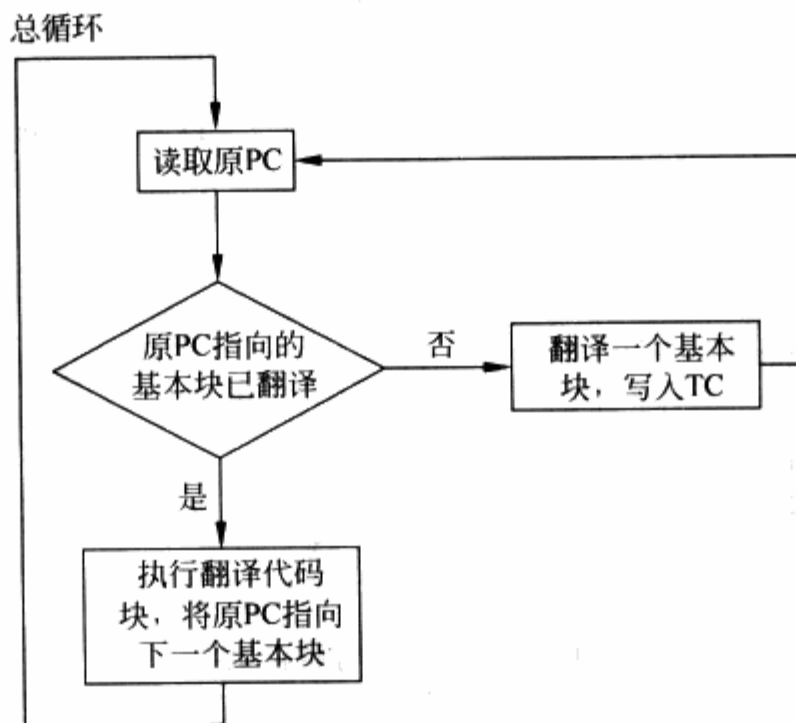 总循环
读取原PC
原PC指向的
基本块已翻译
否
翻译一个基本
块，写入TC
是
执行翻译代码
块，将原PC指向
下一个基本块